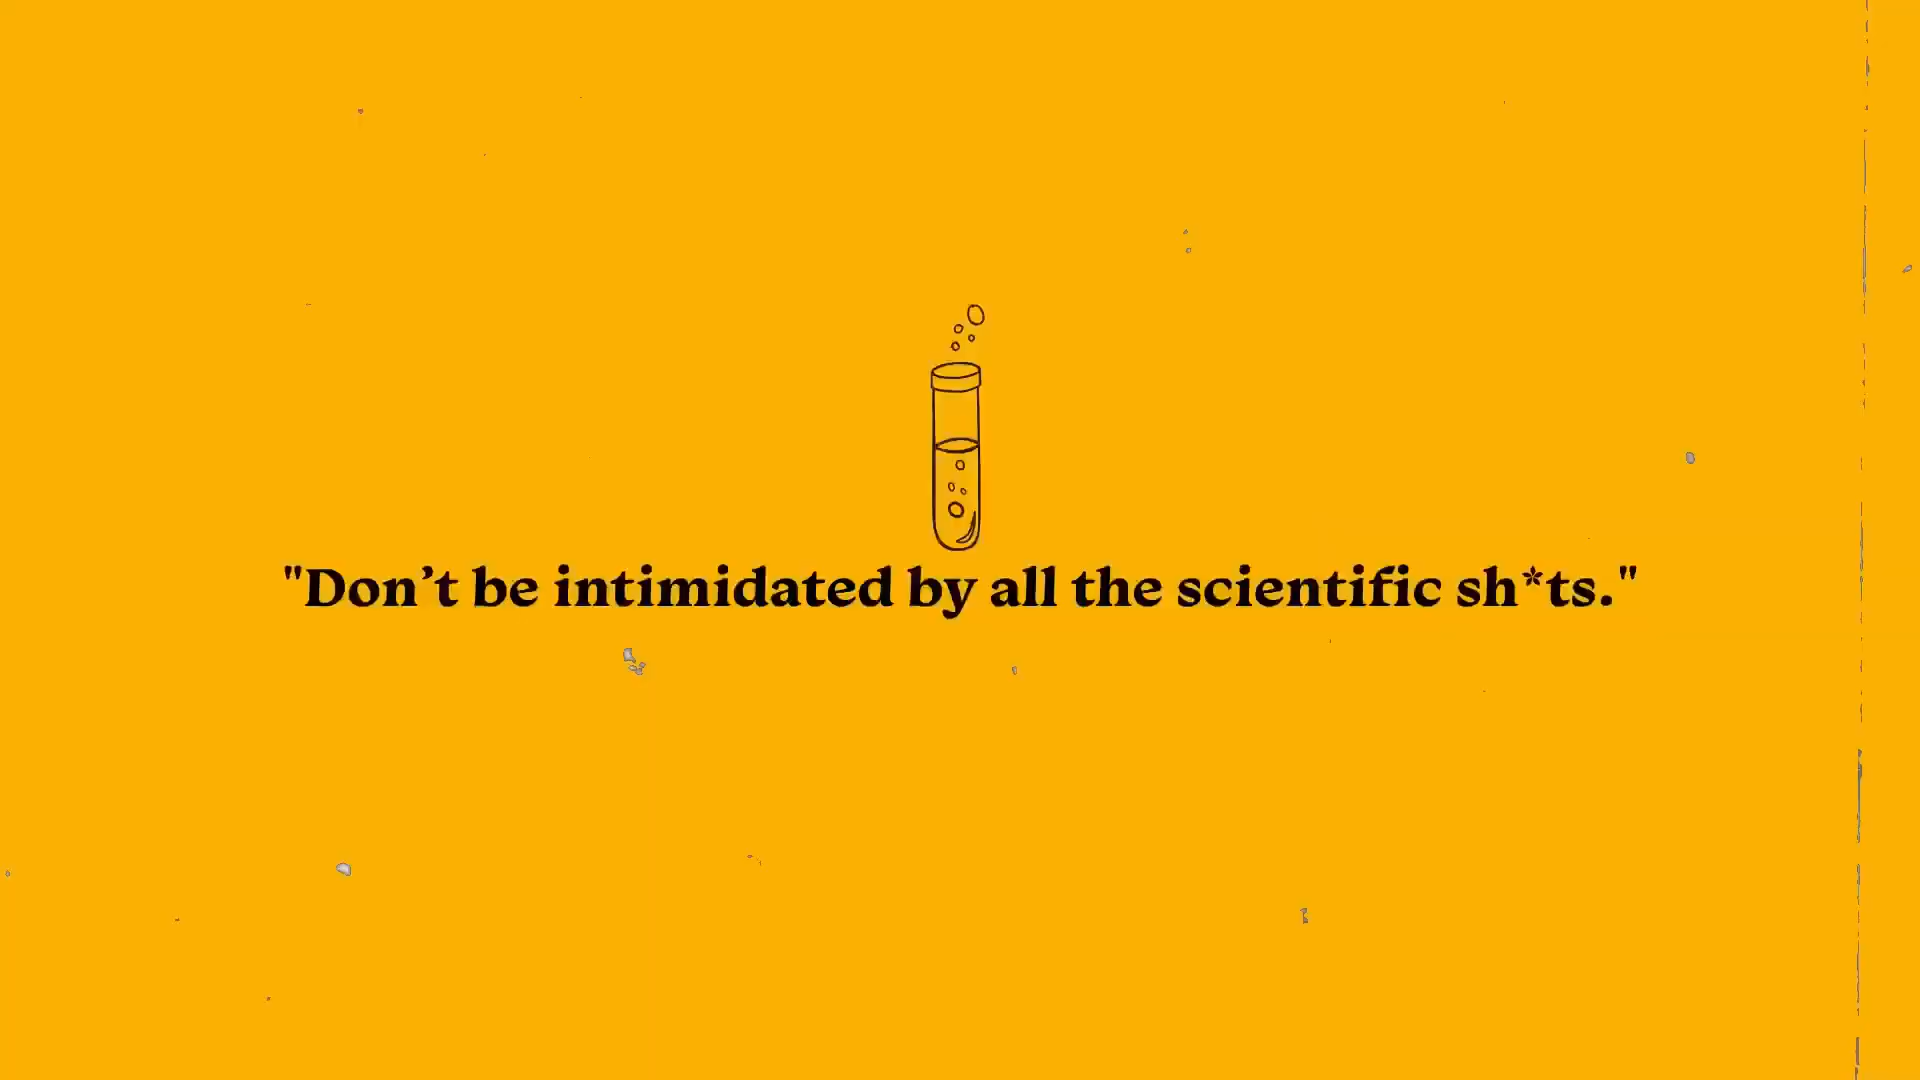 "Don’t be intimidated by all the scientific sh*ts."